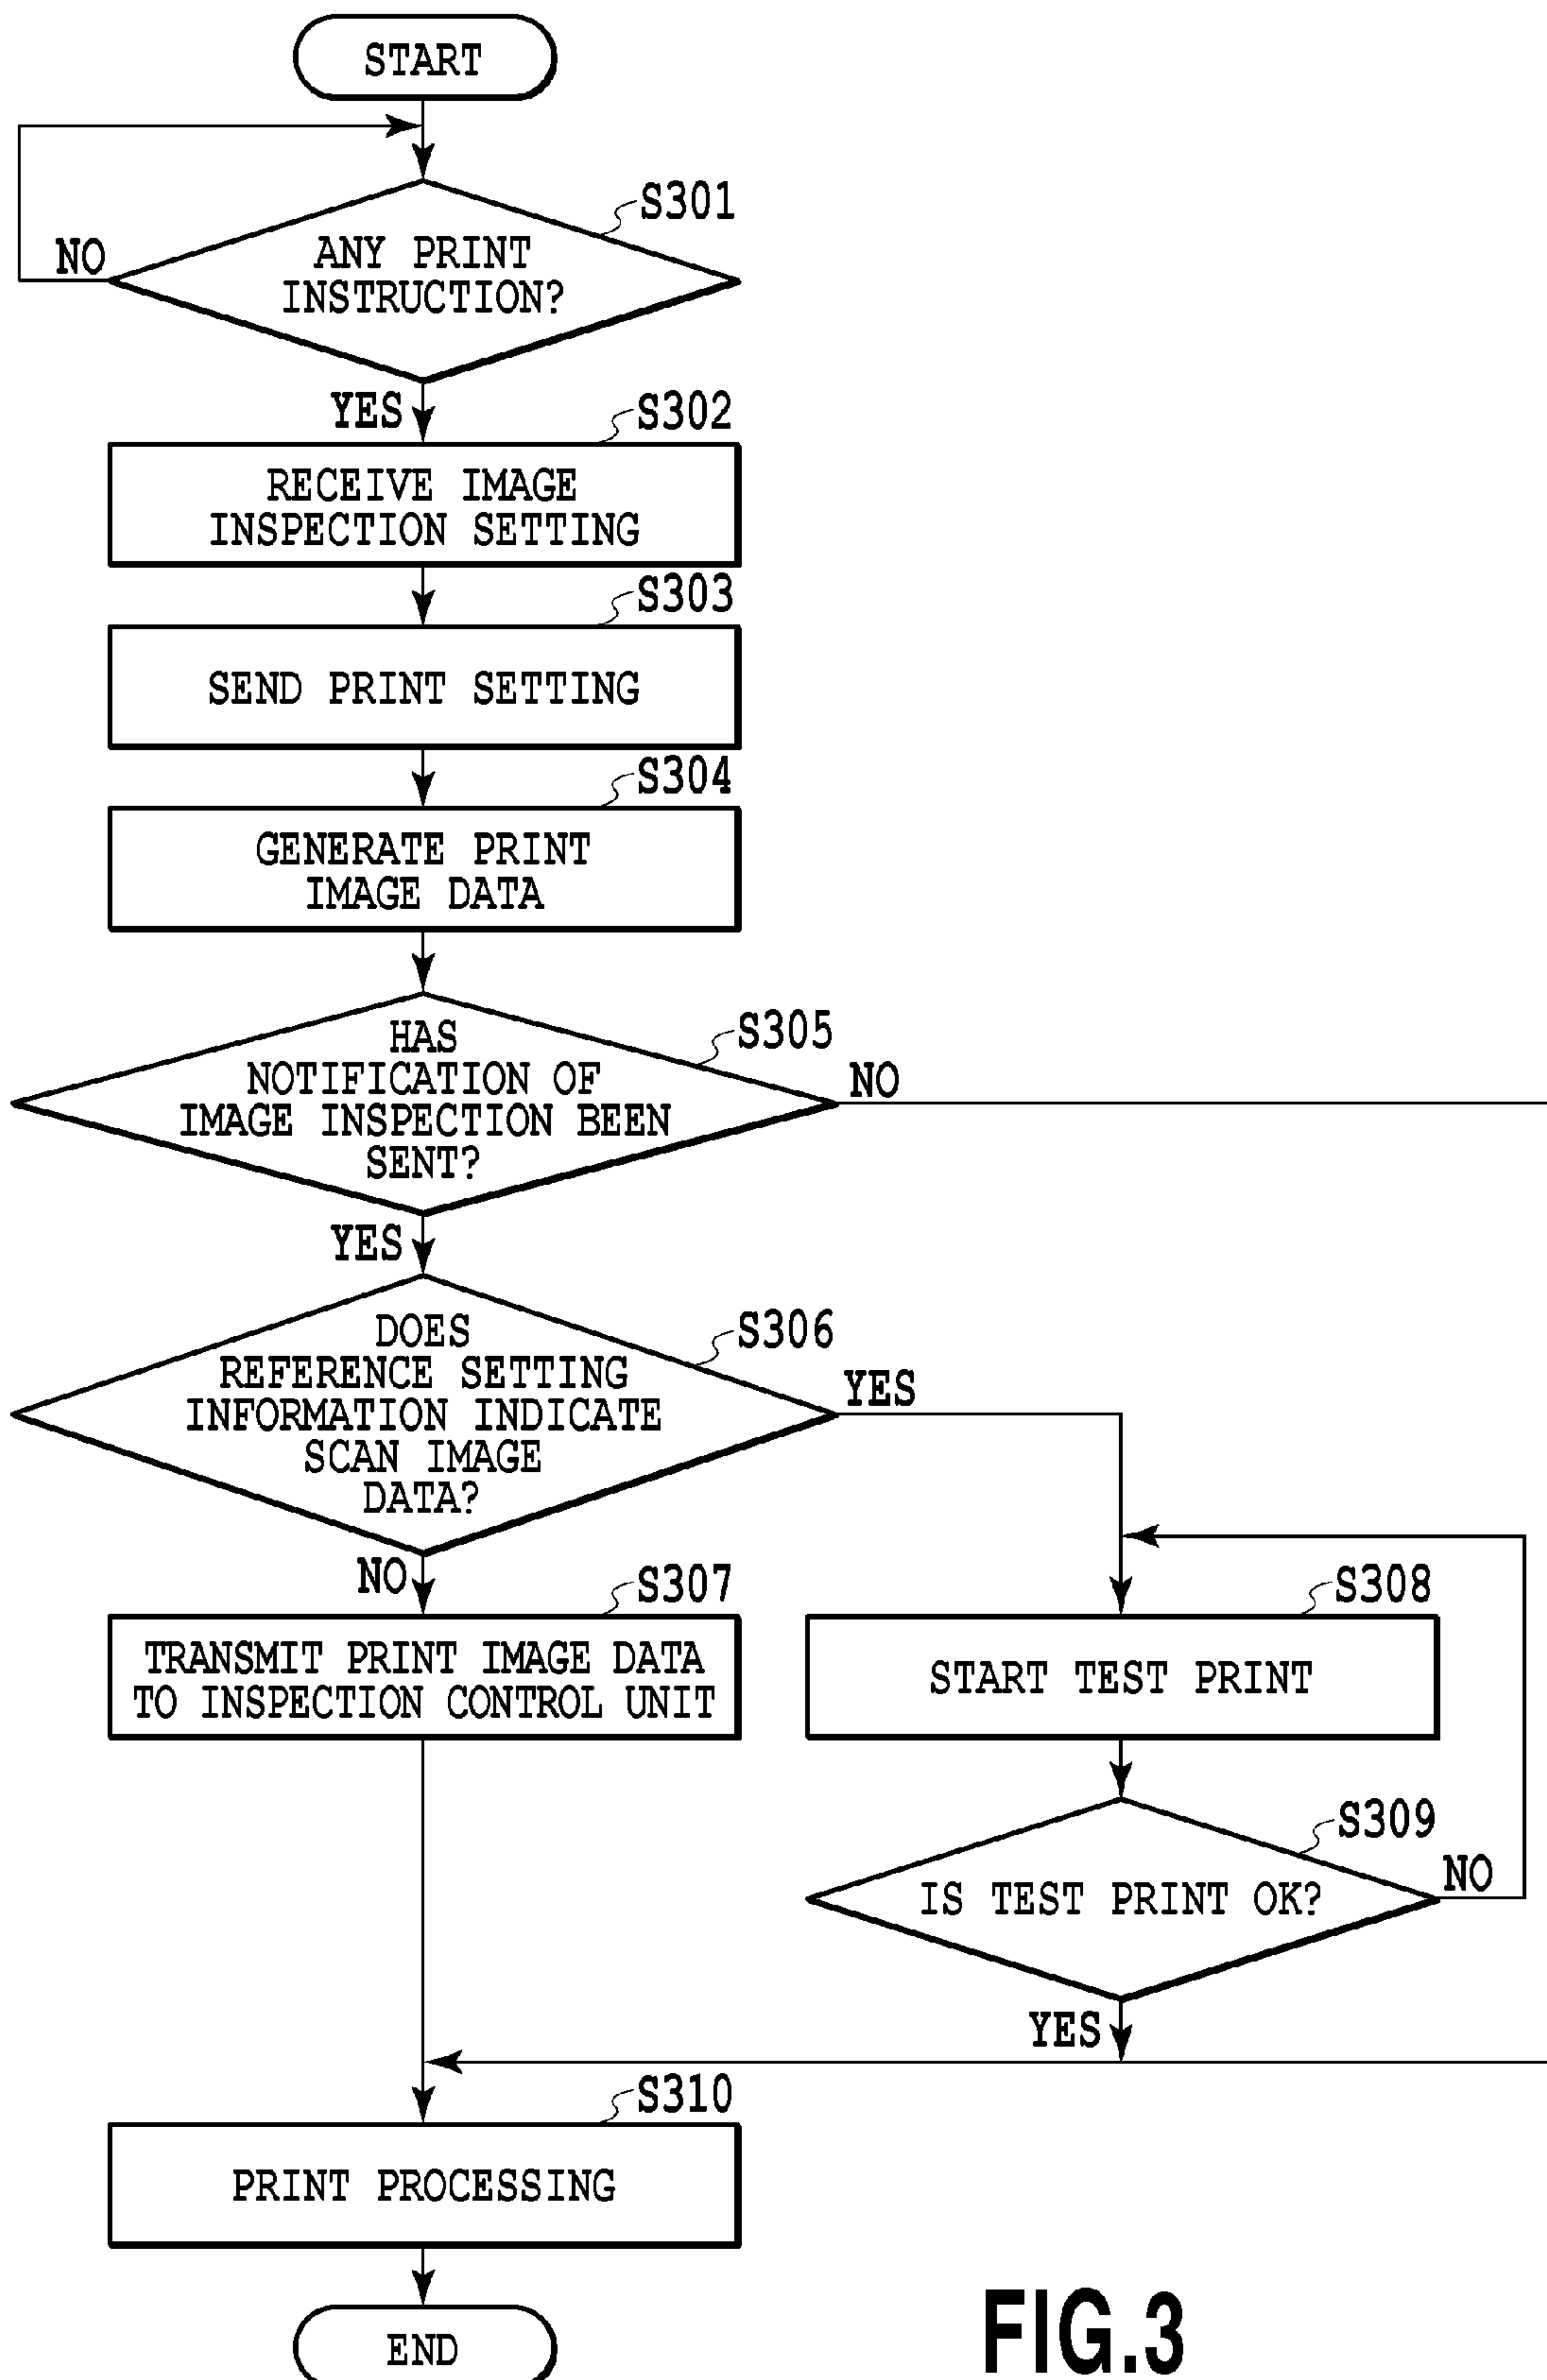 START
S301
NO
ANY PRINT
INSTRUCTION?
YES
S302
RECEIVE IMAGE
INSPECTION SETTING
S303
SEND PRINT SETTING
S304
GENERATE PRINT
IMAGE DATA
S305
HAS
NOTIFICATION OF
IMAGE INSPECTION BEEN
SENT?
NO
YES
S306
DOES
REFERENCE SETTING
INFORMATION INDICATE
SCAN IMAGE
DATA?
YES
NO
S307
TRANSMIT PRINT IMAGE DATA
TO INSPECTION CONTROL UNIT
S308
START TEST PRINT
S309
IS TEST PRINT OK?
NO
YES
S310
PRINT PROCESSING
END
FIG.3